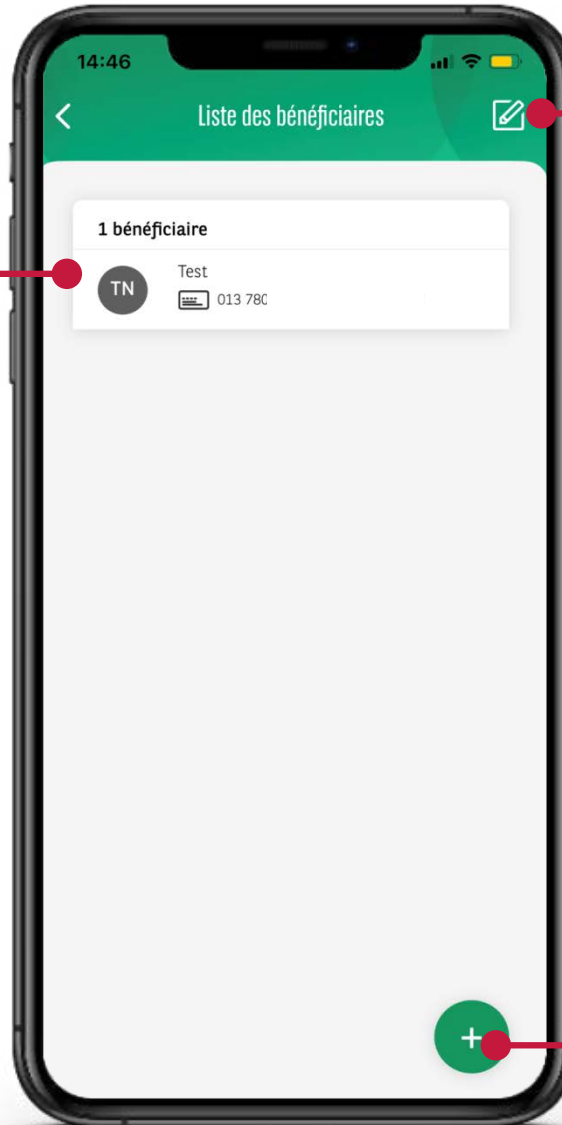 14:46
Liste des bénéficiaires
1 bénéficiaire
TN
Test
013 780
+